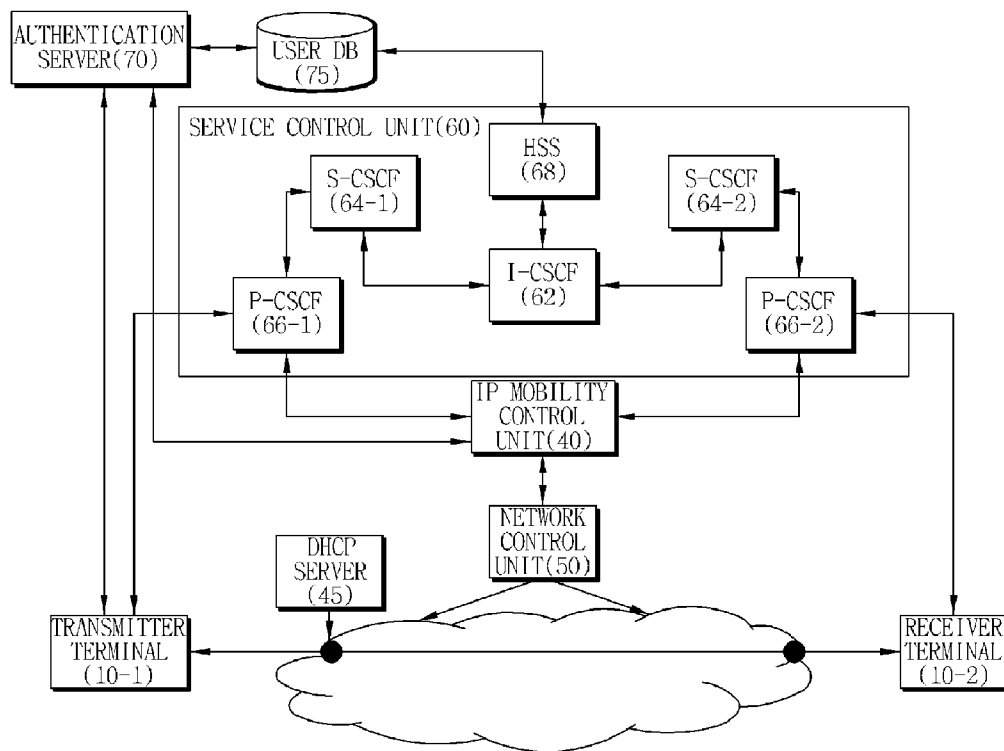 AUTHENTICATION
SERVER(70)
USER DB
(75)
SERVICE CONTROL UNIT(60)
HSS
(68)
S-CSCF
(64-1)
S-CSCF
(64-2)
I-CSCF
(62)
P-CSCF
(66-1)
P-CSCF
(66-2)
IP MOBILITY
CONTROL
UNIT(40)
NETWORK
CONTROL
UNIT(50)
DHCP
SERVER
(45)
TRANSMITTER
TERMINAL
(10-1)
RECEIVER
TERMINAL
(10-2)